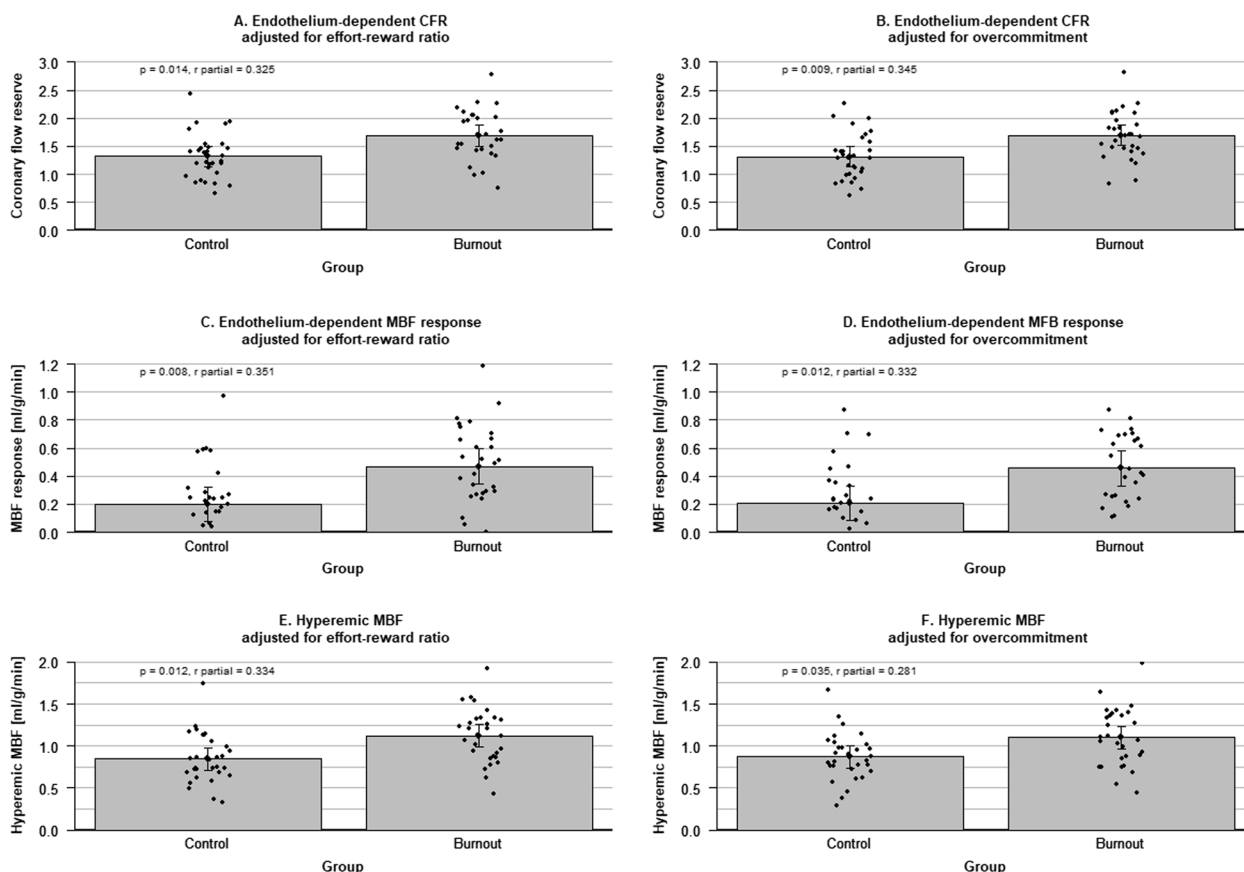 A. Endothelium-dependent CFR
adjusted for effort-reward ratio
p = 0.014, r partial = 0.325
Coronary flow reserve
3.0
2.5
2.0
1.5
1.0
0.5
0.0
Control
Burnout
Group
B. Endothelium-dependent CFR
adjusted for overcommitment
p = 0.009, r partial = 0.345
Coronary flow reserve
3.0
2.5
2.0
1.5
1.0
0.5
0.0
Control
Burnout
Group
C. Endothelium-dependent MBF response
adjusted for effort-reward ratio
p = 0.008, r partial = 0.351
MBF response [ml/g/min]
1.2
1.0
0.8
0.6
0.4
0.2
0.0
Control
Burnout
Group
D. Endothelium-dependent MFB response
adjusted for overcommitment
p = 0.012, r partial = 0.332
MBF response [ml/g/min]
1.2
1.0
0.8
0.6
0.4
0.2
0.0
Control
Burnout
Group
E. Hyperemic MBF
adjusted for effort-reward ratio
p = 0.012, r partial = 0.334
Hyperemic MBF [ml/g/min]
2.0
1.5
1.0
0.5
0.0
Control
Burnout
Group
F. Hyperemic MBF
adjusted for overcommitment
p = 0.035, r partial = 0.281
Hyperemic MBF [ml/g/min]
2.0
1.5
1.0
0.5
0.0
Control
Burnout
Group